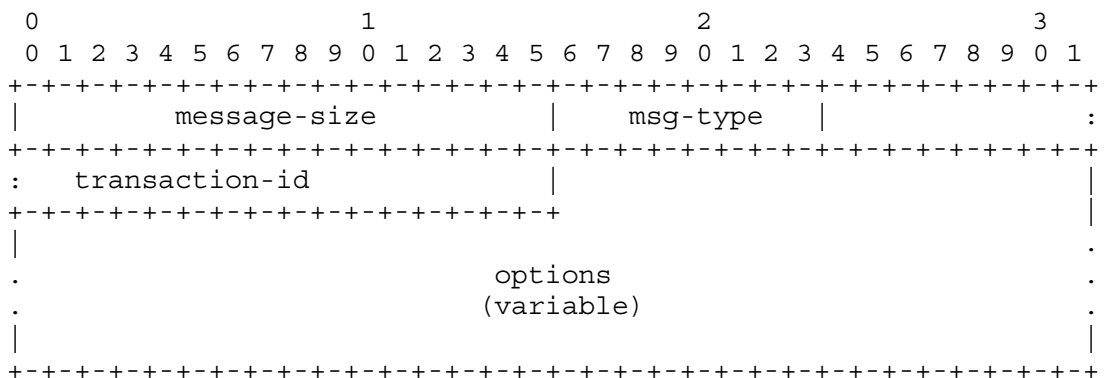 0                   1                   2                   3
 0 1 2 3 4 5 6 7 8 9 0 1 2 3 4 5 6 7 8 9 0 1 2 3 4 5 6 7 8 9 0 1
+-+-+-+-+-+-+-+-+-+-+-+-+-+-+-+-+-+-+-+-+-+-+-+-+-+-+-+-+-+-+-+-+
|         message-size          |    msg-type   |               :
+-+-+-+-+-+-+-+-+-+-+-+-+-+-+-+-+-+-+-+-+-+-+-+-+-+-+-+-+-+-+-+-+
:   transaction-id              |                               |
+-+-+-+-+-+-+-+-+-+-+-+-+-+-+-+-+                               |
|                                                               .
.                            options                            .
.                           (variable)                          .
|                                                               |
+-+-+-+-+-+-+-+-+-+-+-+-+-+-+-+-+-+-+-+-+-+-+-+-+-+-+-+-+-+-+-+-+